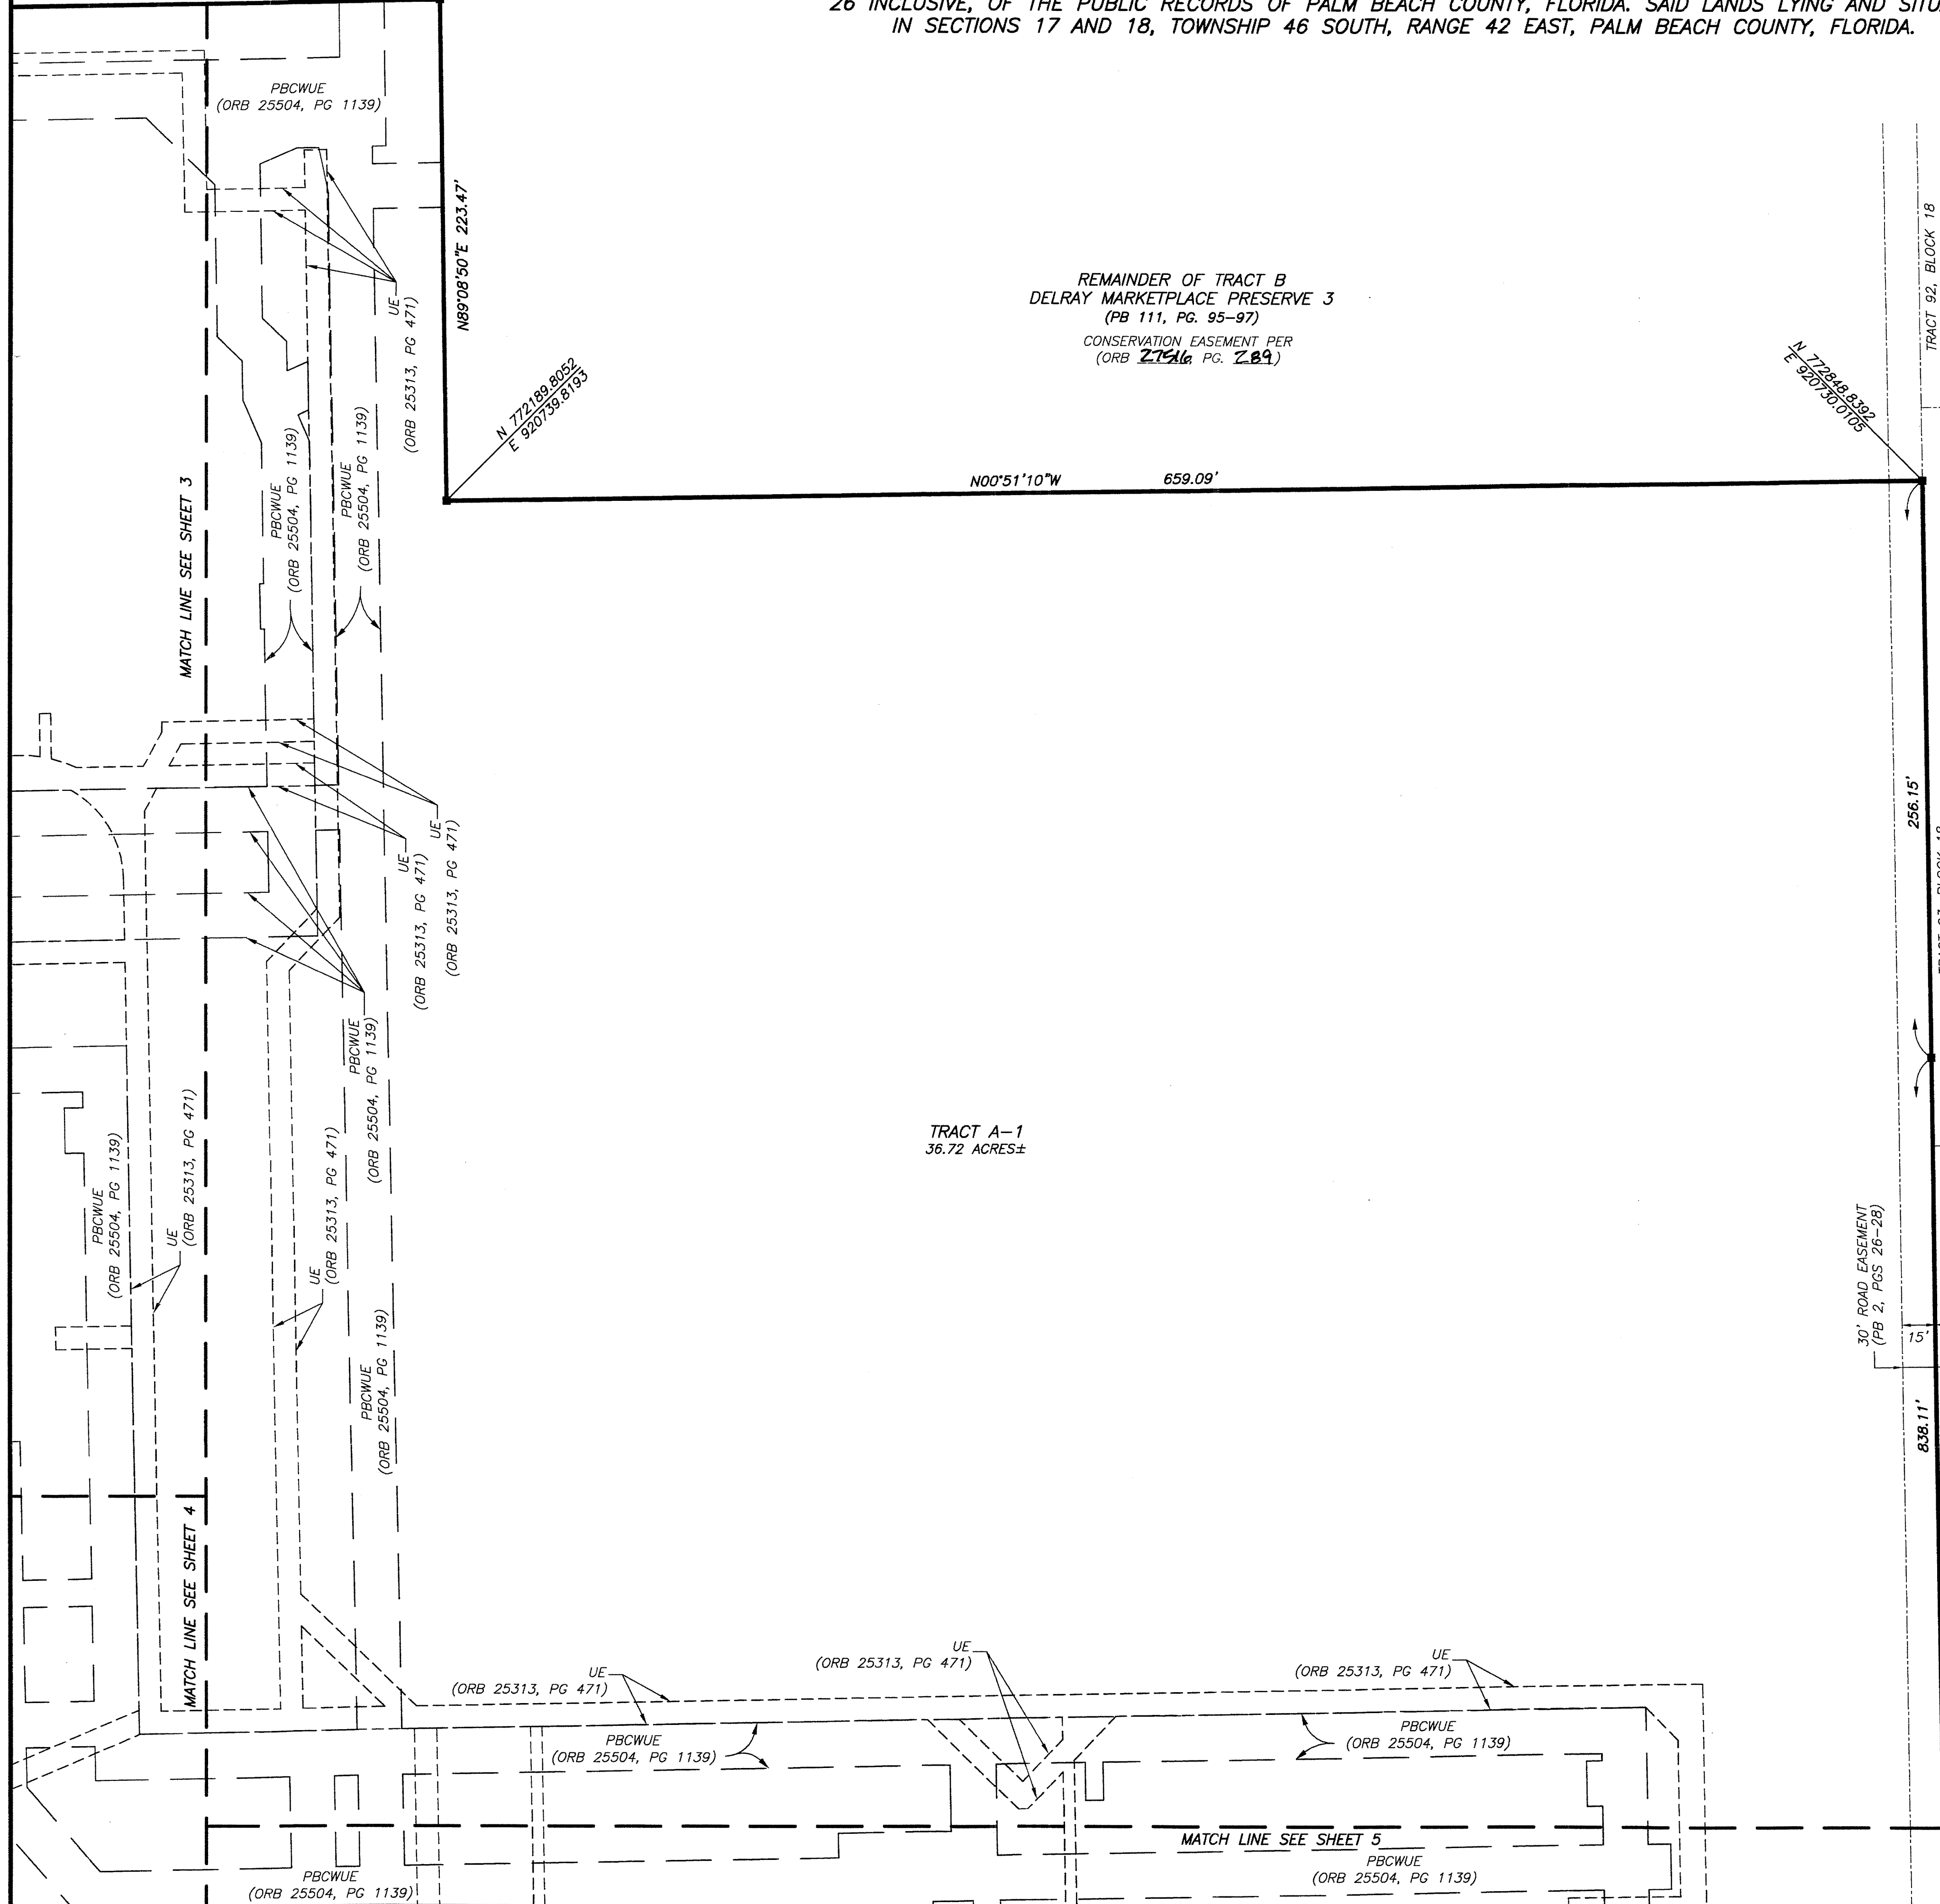 26 INCLUSIVE, OF THE PUBLIC RECORDS OF PALM BEACH COUNTY, FLORIDA. SAID LANDS LYING AND
IN SECTIONS 17 AND 18, TOWNSHIP 46 SOUTH, RANGE 42 EAST, PALM BEACH COUNTY, FLORIDA.
PBCWUE
(ORB 25504, PG 1139)
N89°08'50"E 223.47'
UE
(ORB 25313, PG 471)
REMAINDER OF TRACT B
DELRAY MARKETPLACE PRESERVE 3
(PB 111, PG. 95-97)
CONSERVATION EASEMENT PER
(ORB 27516 PG. 289)
TRACT 92, BLOCK 18
N 772189.8052
E 920739.8193
N 772848.8392
E 920730.0105
N00°51'10"W 659.09'
MATCH LINE SEE SHEET 3
PBCWUE
(ORB 25504, PG 1139)
PBCWUE
(ORB 25504, PG 1139)
256.15'
UE
(ORB 25313, PG 471)
UE
(ORB 25313, PG 471)
PBCWUE
(ORB 25504, PG 1139)
TRACT A-1
36.72 ACRES±
PBCWUE
(ORB 25504, PG 1139)
UE
(ORB 25313, PG 471)
UE
(ORB 25313, PG 471)
PBCWUE
(ORB 25504, PG 1139)
30' ROAD EASEMENT
(PB 2, PGS 26-28)
15'
838.11'
MATCH LINE SEE SHEET 4
UE
(ORB 25313, PG 471)
UE
(ORB 25313, PG 471)
UE
(ORB 25313, PG 471)
PBCWUE
(ORB 25504, PG 1139)
PBCWUE
(ORB 25504, PG 1139)
MATCH LINE SEE SHEET 5
PBCWUE
(ORB 25504, PG 1139)
PBCWUE
(ORB 25504, PG 1139)